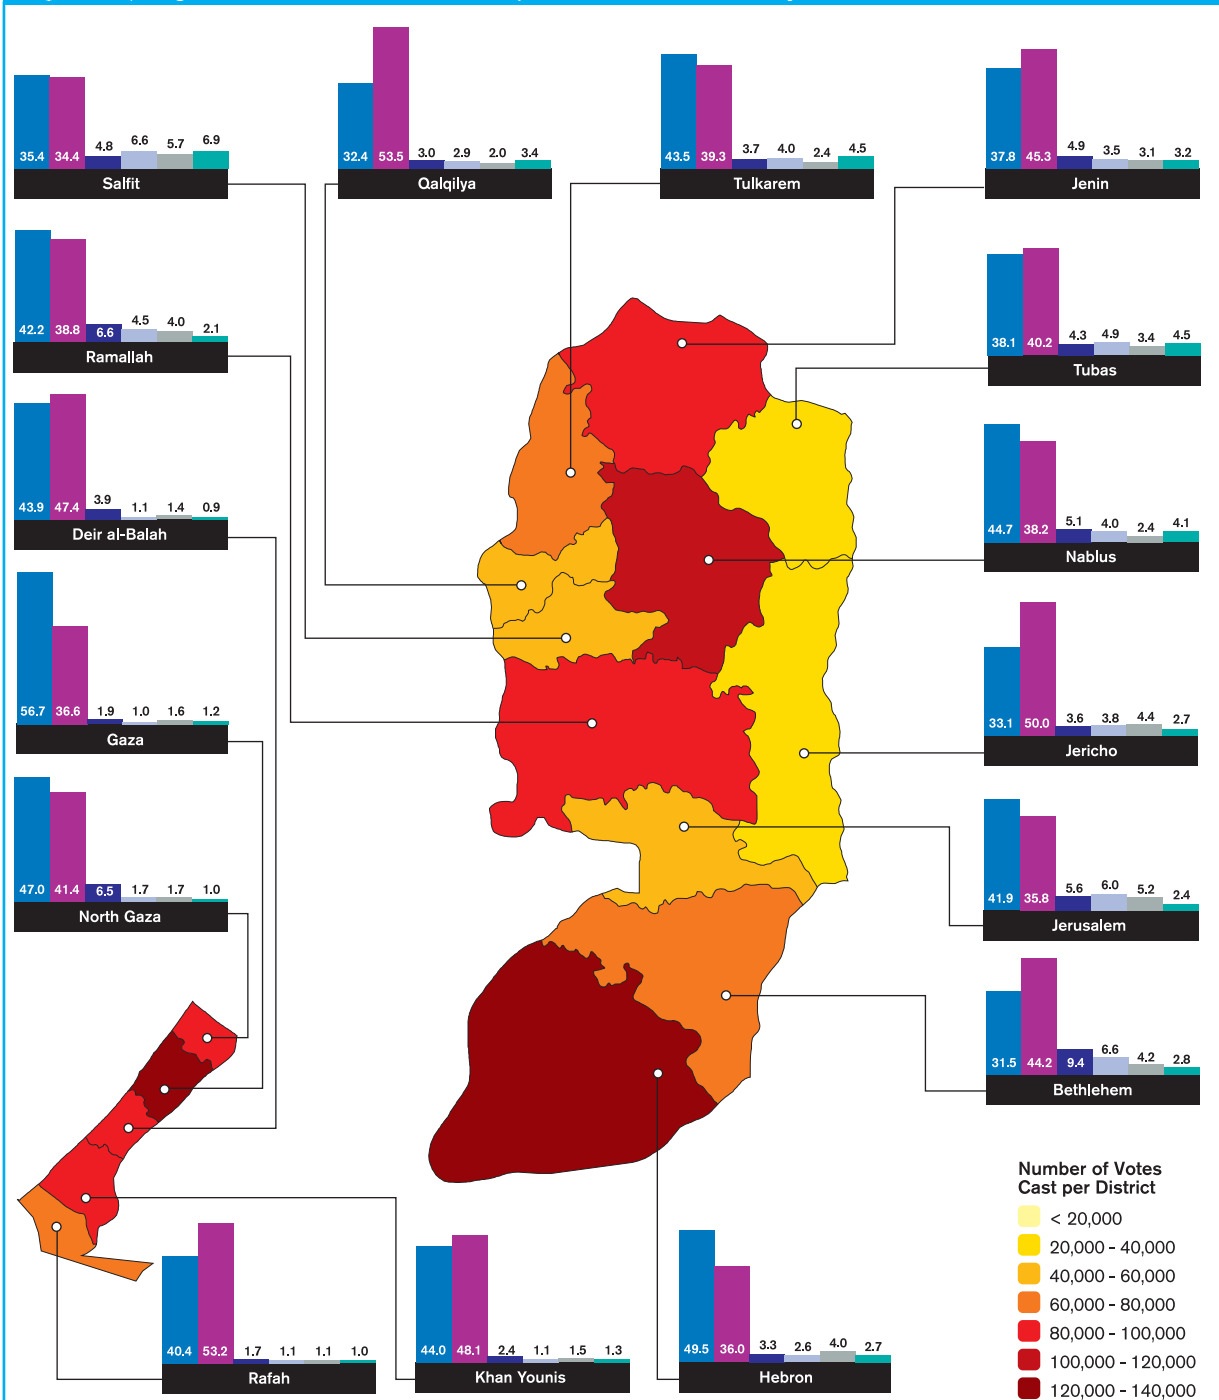 35.4 34.4 4.8 6.6 5.7 6.9
Salfit
32.4 53.5 3.0 2.9 2.0 3.4
Qalqilya
43.5 39.3 3.7 4.0 2.4 4.5
Tulkarem
37.8 45.3 4.9 3.5 3.1 3.2
Jenin
42.2 38.8 6.6 4.5 4.0 2.1
Ramallah
38.1 40.2 4.3 4.9 3.4 4.5
Tubas
43.9 47.4 3.9 1.1 1.4 0.9
Deir al-Balah
44.7 38.2 5.1 4.0 2.4 4.1
Nablus
56.7 36.6 1.9 1.0 1.6 1.2
Gaza
33.1 50.0 3.6 3.8 4.4 2.7
Jericho
47.0 41.4 6.5 1.7 1.7 1.0
North Gaza
41.9 35.8 5.6 6.0 5.2 2.4
Jerusalem
31.5 44.2 9.4 6.6 4.2 2.8
Bethlehem
40.4 53.2 1.7 1.1 1.1 1.0
Rafah
44.0 48.1 2.4 1.1 1.5 1.3
Khan Younis
49.5 36.0 3.3 2.6 4.0 2.7
Hebron
Number of Votes
Cast per District
< 20,000
20,000 - 40,000
40,000 - 60,000
60,000 - 80,000
80,000 - 100,000
100,000 - 120,000
120,000 - 140,000